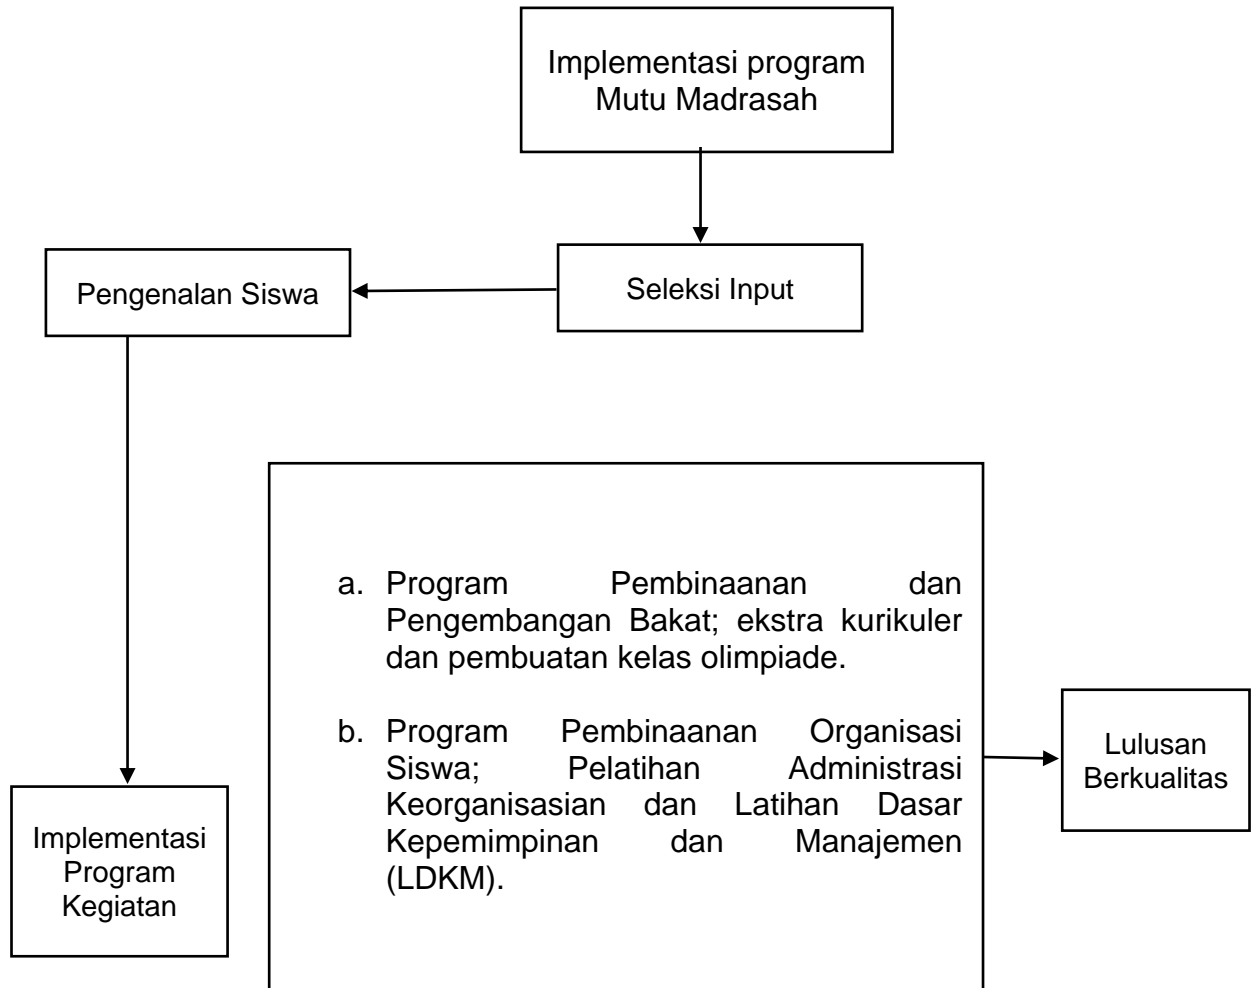 Implementasi program
Mutu Madrasah
Pengenalan Siswa
Seleksi Input
a. Program Pembinaanan dan
Pengembangan Bakat; ekstra kurikuler
dan pembuatan kelas olimpiade.
b. Program Pembinaanan Organisasi
Siswa; Pelatihan Administrasi
Keorganisasian dan Latihan Dasar
Kepemimpinan dan Manajemen
(LDKM).
Lulusan
Berkualitas
Implementasi
Program
Kegiatan